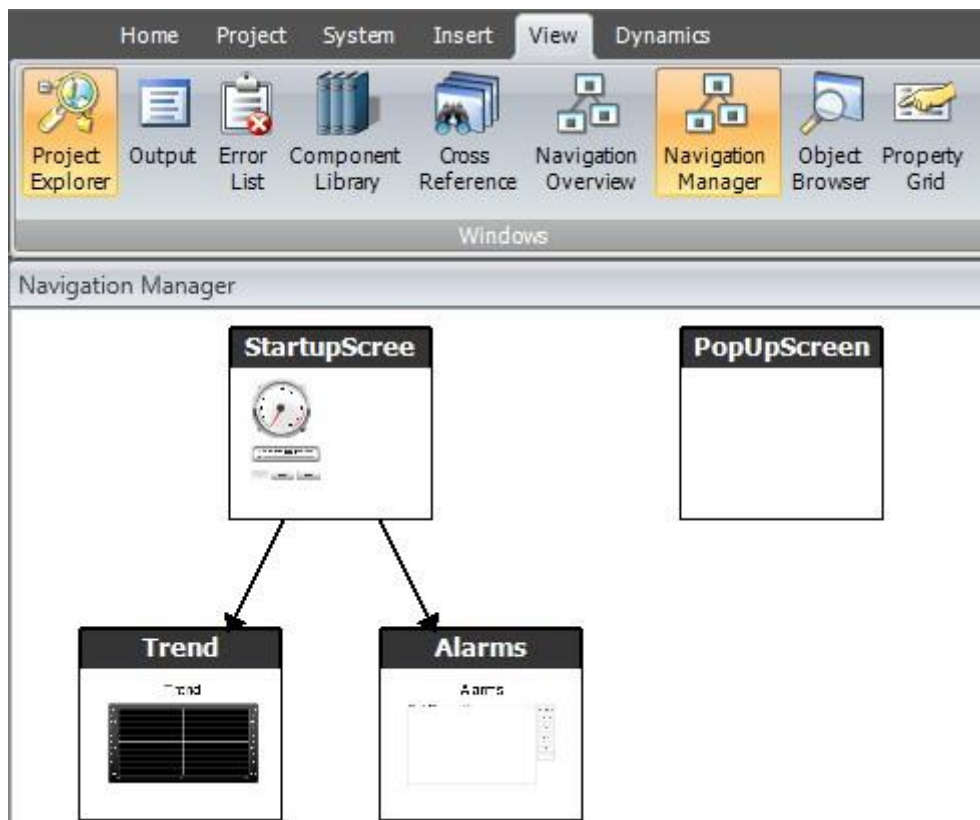 Home Project System Insert View Dynamics
Project Explorer
Output
Error List
Component Library
Cross Reference
Navigation Overview
Navigation Manager
Object Browser
Property Grid
Windows
Navigation Manager
StartupScree
PopUpScreen
Trend
Alarms
Trend
Alarms